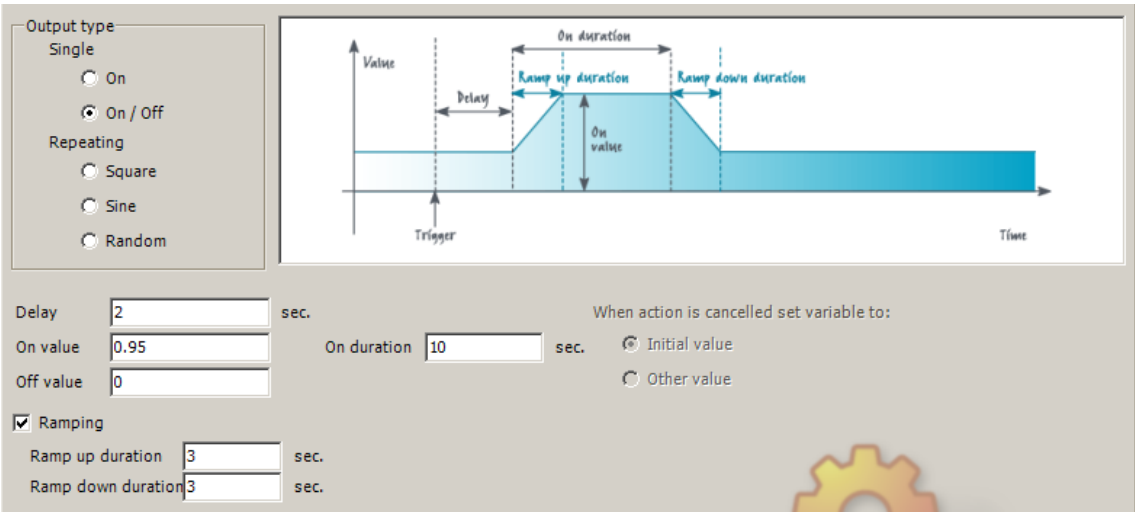 Output type
Single
On
On / Off
Repeating
Square
Sine
Random
Value
On duration
Ramp up duration
Ramp down duration
Delay
On
value
Trigger
Time
Delay 2 sec.
On value 0.95 On duration 10 sec.
Off value 0
When action is cancelled set variable to:
Initial value
Other value
Ramping
Ramp up duration 3 sec.
Ramp down duration 3 sec.